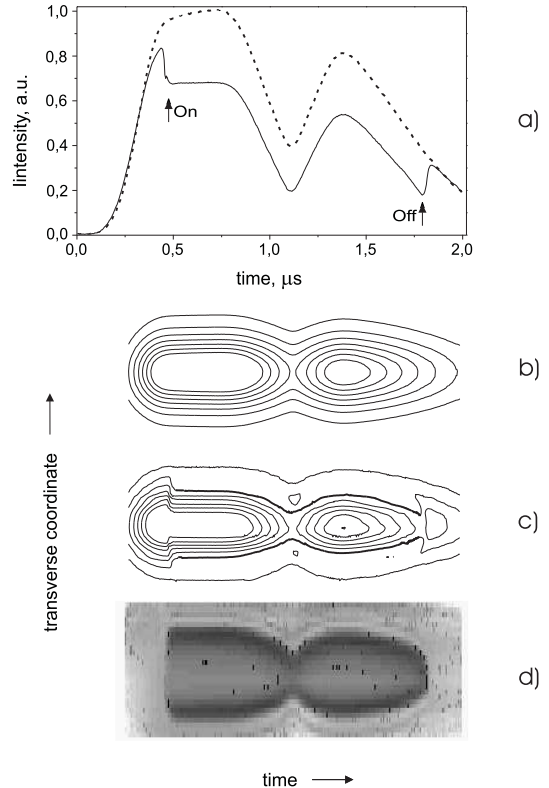 1,0
0,8
0,6
0,4
0,2
0,0
Iintensity, a.u.
On
Off
a)
0,0 0,5 1,0 1,5 2,0
time, μs
b)
transverse coordinate
c)
d)
time